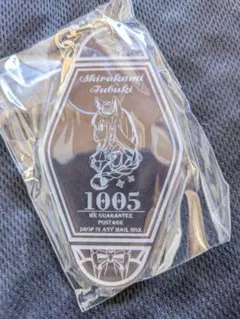 Shirakami
Fubuki
1005
WE GUARANTEE
POSTAGE
DROP IN ANY MAIL BOX